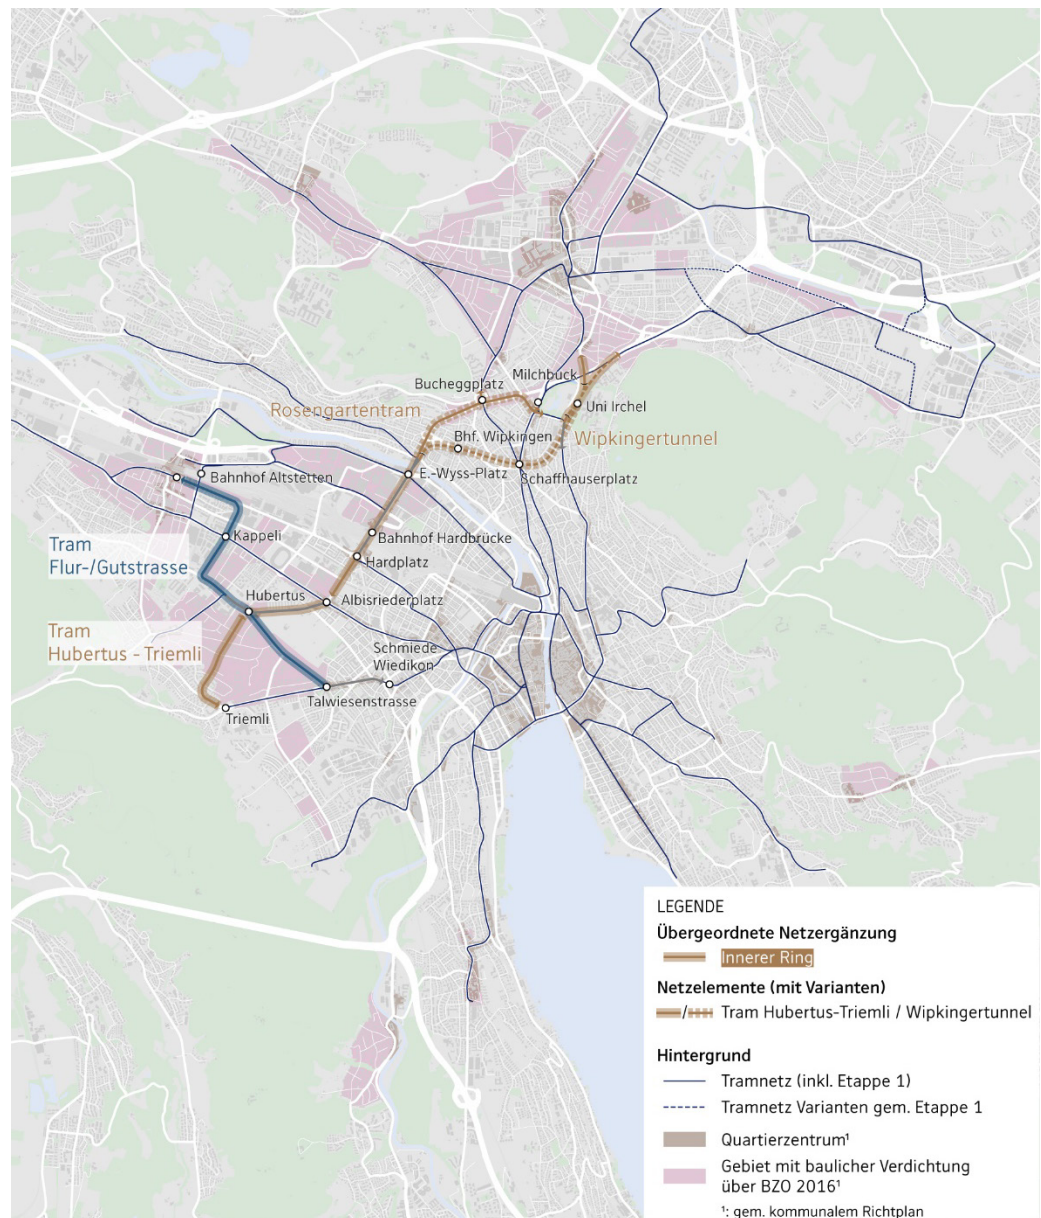 Bucheggplatz
Milchbuck
Rosengartentram
Uni Irchel
Bhf. Wipkingen
Wipkingertunnel
E.-Wyss-Platz
Schaffhauserplatz
Bahnhof Altstetten
Kappeli
Bahnhof Hardbrücke
Tram
Flur-/Gutstrasse
Hardplatz
Hubertus
Albisriederplatz
Tram
Hubertus - Triemli
Schmiede
Wiedikon
Talwiesenstrasse
Triemli
LEGENDE
Übergeordnete Netzergänzung
Innerer Ring
Netzelemente (mit Varianten)
/ Tram Hubertus-Triemli / Wipkingertunnel
Hintergrund
Tramnetz (inkl. Etappe 1)
Tramnetz Varianten gem. Etappe 1
Quartierzentrum¹
Gebiet mit baulicher Verdichtung
über BZO 2016¹
¹: gem. kommunalem Richtplan